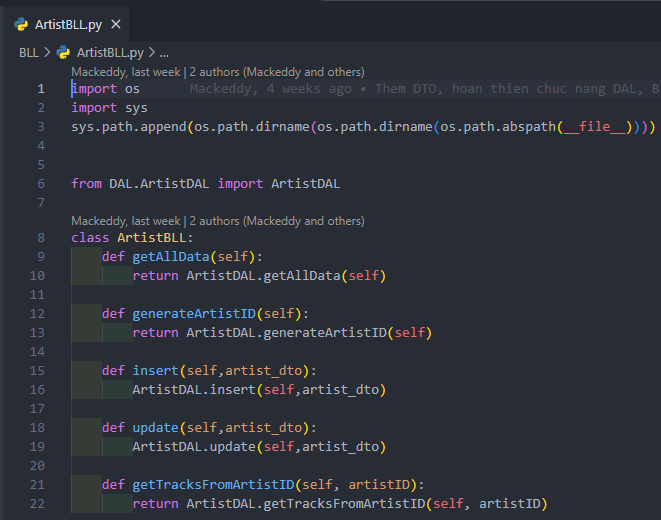 ArtistBLL.py
BLL > ArtistBLL.py > ...
Mackeddy, last week | 2 authors (Mackeddy and others)
1 import os Mackeddy, 4 weeks ago • Them DTO, hoan thien chuc nang DAL, B
2 import sys
3 sys.path.append(os.path.dirname(os.path.dirname(os.path.abspath(__file__))))
4
5
6 from DAL.ArtistDAL import ArtistDAL
7
Mackeddy, last week | 2 authors (Mackeddy and others)
8 class ArtistBLL:
9     def getAllData(self):
10         return ArtistDAL.getAllData(self)
11
12     def generateArtistID(self):
13         return ArtistDAL.generateArtistID(self)
14
15     def insert(self,artist_dto):
16         ArtistDAL.insert(self,artist_dto)
17
18     def update(self,artist_dto):
19         ArtistDAL.update(self,artist_dto)
20
21     def getTracksFromArtistID(self, artistID):
22         return ArtistDAL.getTracksFromArtistID(self, artistID)